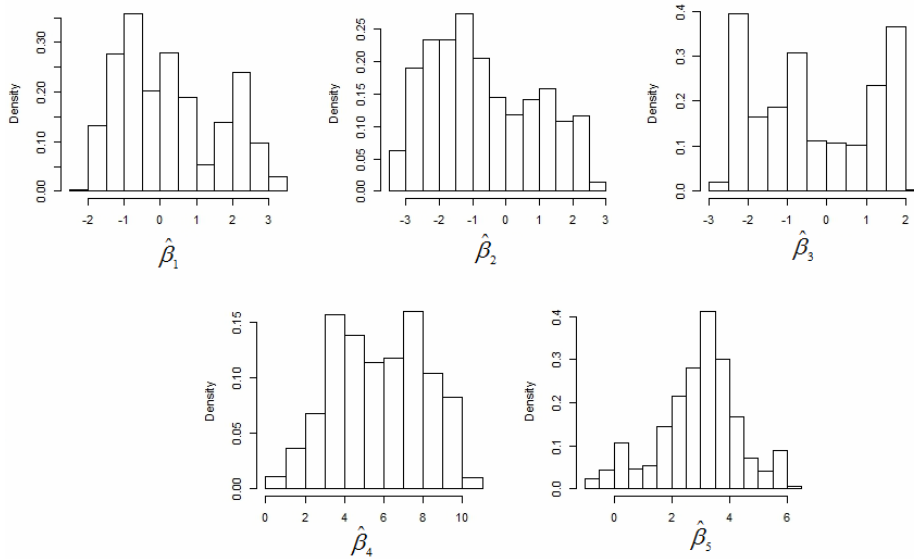 Density
0.00 0.10 0.20 0.30
-2 -1 0 1 2 3
β̂₁
Density
0.00 0.05 0.10 0.15 0.20 0.25
-3 -2 -1 0 1 2 3
β̂₂
Density
0.0 0.1 0.2 0.3 0.4
-3 -2 -1 0 1 2
β̂₃
Density
0.00 0.05 0.10 0.15
0 2 4 6 8 10
β̂₄
Density
0.0 0.1 0.2 0.3 0.4
0 2 4 6
β̂₅